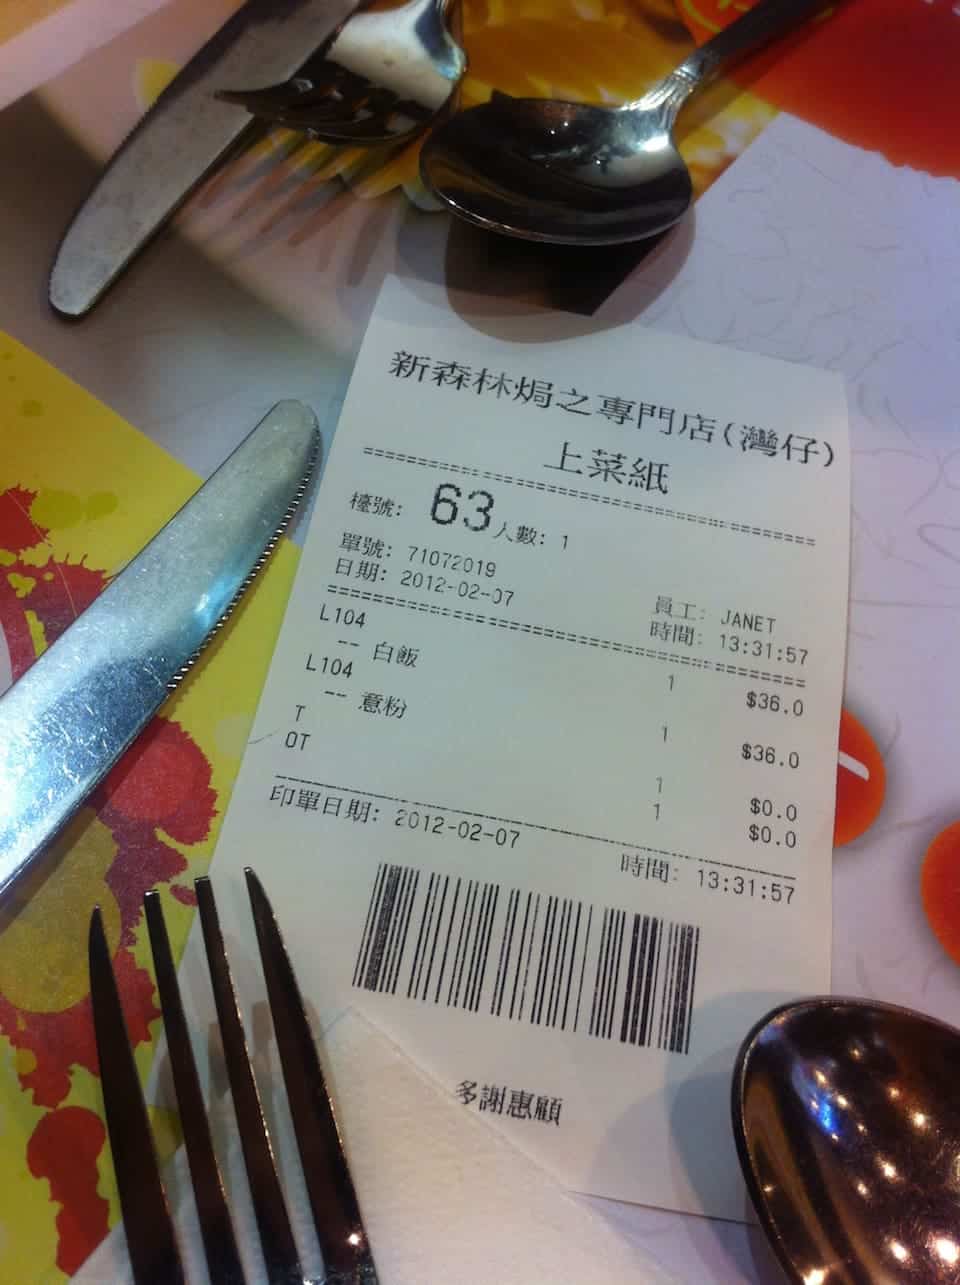 新森林焗之專門店(灣仔)
上菜紙
檯號: 63 人數: 1
單號: 71072019 員工: JANET
日期: 2012-02-07 時間: 13:31:57
L104 1 $36.0
-- 白飯
L104 1 $36.0
-- 意粉
T 1 $0.0
OT 1 $0.0
印單日期: 2012-02-07 時間: 13:31:57
多謝惠顧